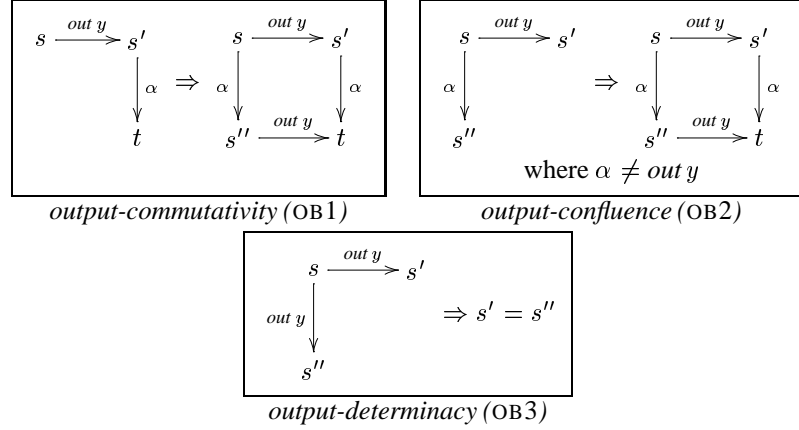 out y out y out y out y
s s′ s s′ s s′ s s′
α ⇒ α α α ⇒ α α
out y out y
t s″ t s″ s″ t
where α ≠ out y
output-commutativity (OB1) output-confluence (OB2)
out y
s s′
out y ⇒ s′ = s″
s″
output-determinacy (OB3)